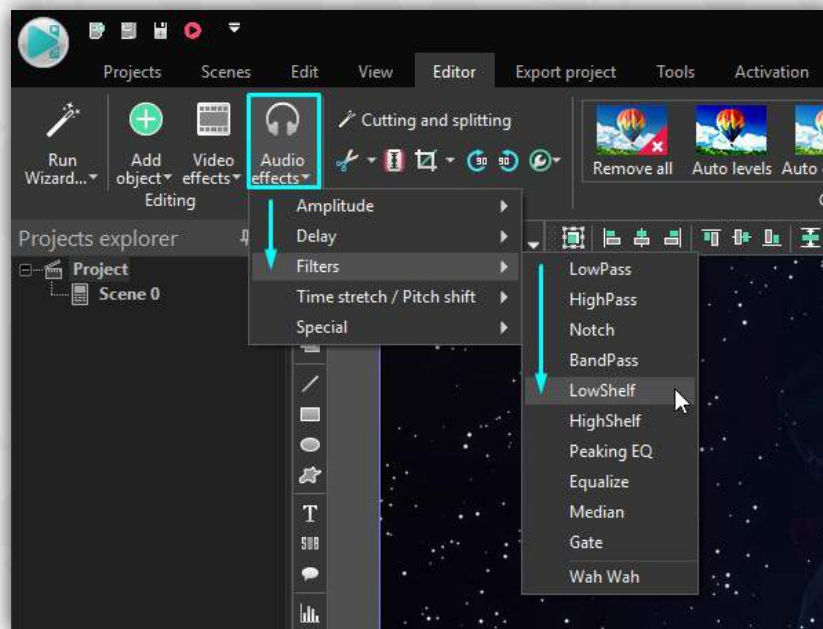 Projects Scenes Edit View Editor Export project Tools Activation
Cutting and splitting
Run Wizard...
Add object
Video effects
Audio effects
Editing
Remove all Auto levels Auto
Projects explorer
Project
Scene 0
Amplitude
Delay
Filters
Time stretch / Pitch shift
Special
LowPass
HighPass
Notch
BandPass
LowShelf
HighShelf
Peaking EQ
Equalize
Median
Gate
Wah Wah
90 90
T
SUB